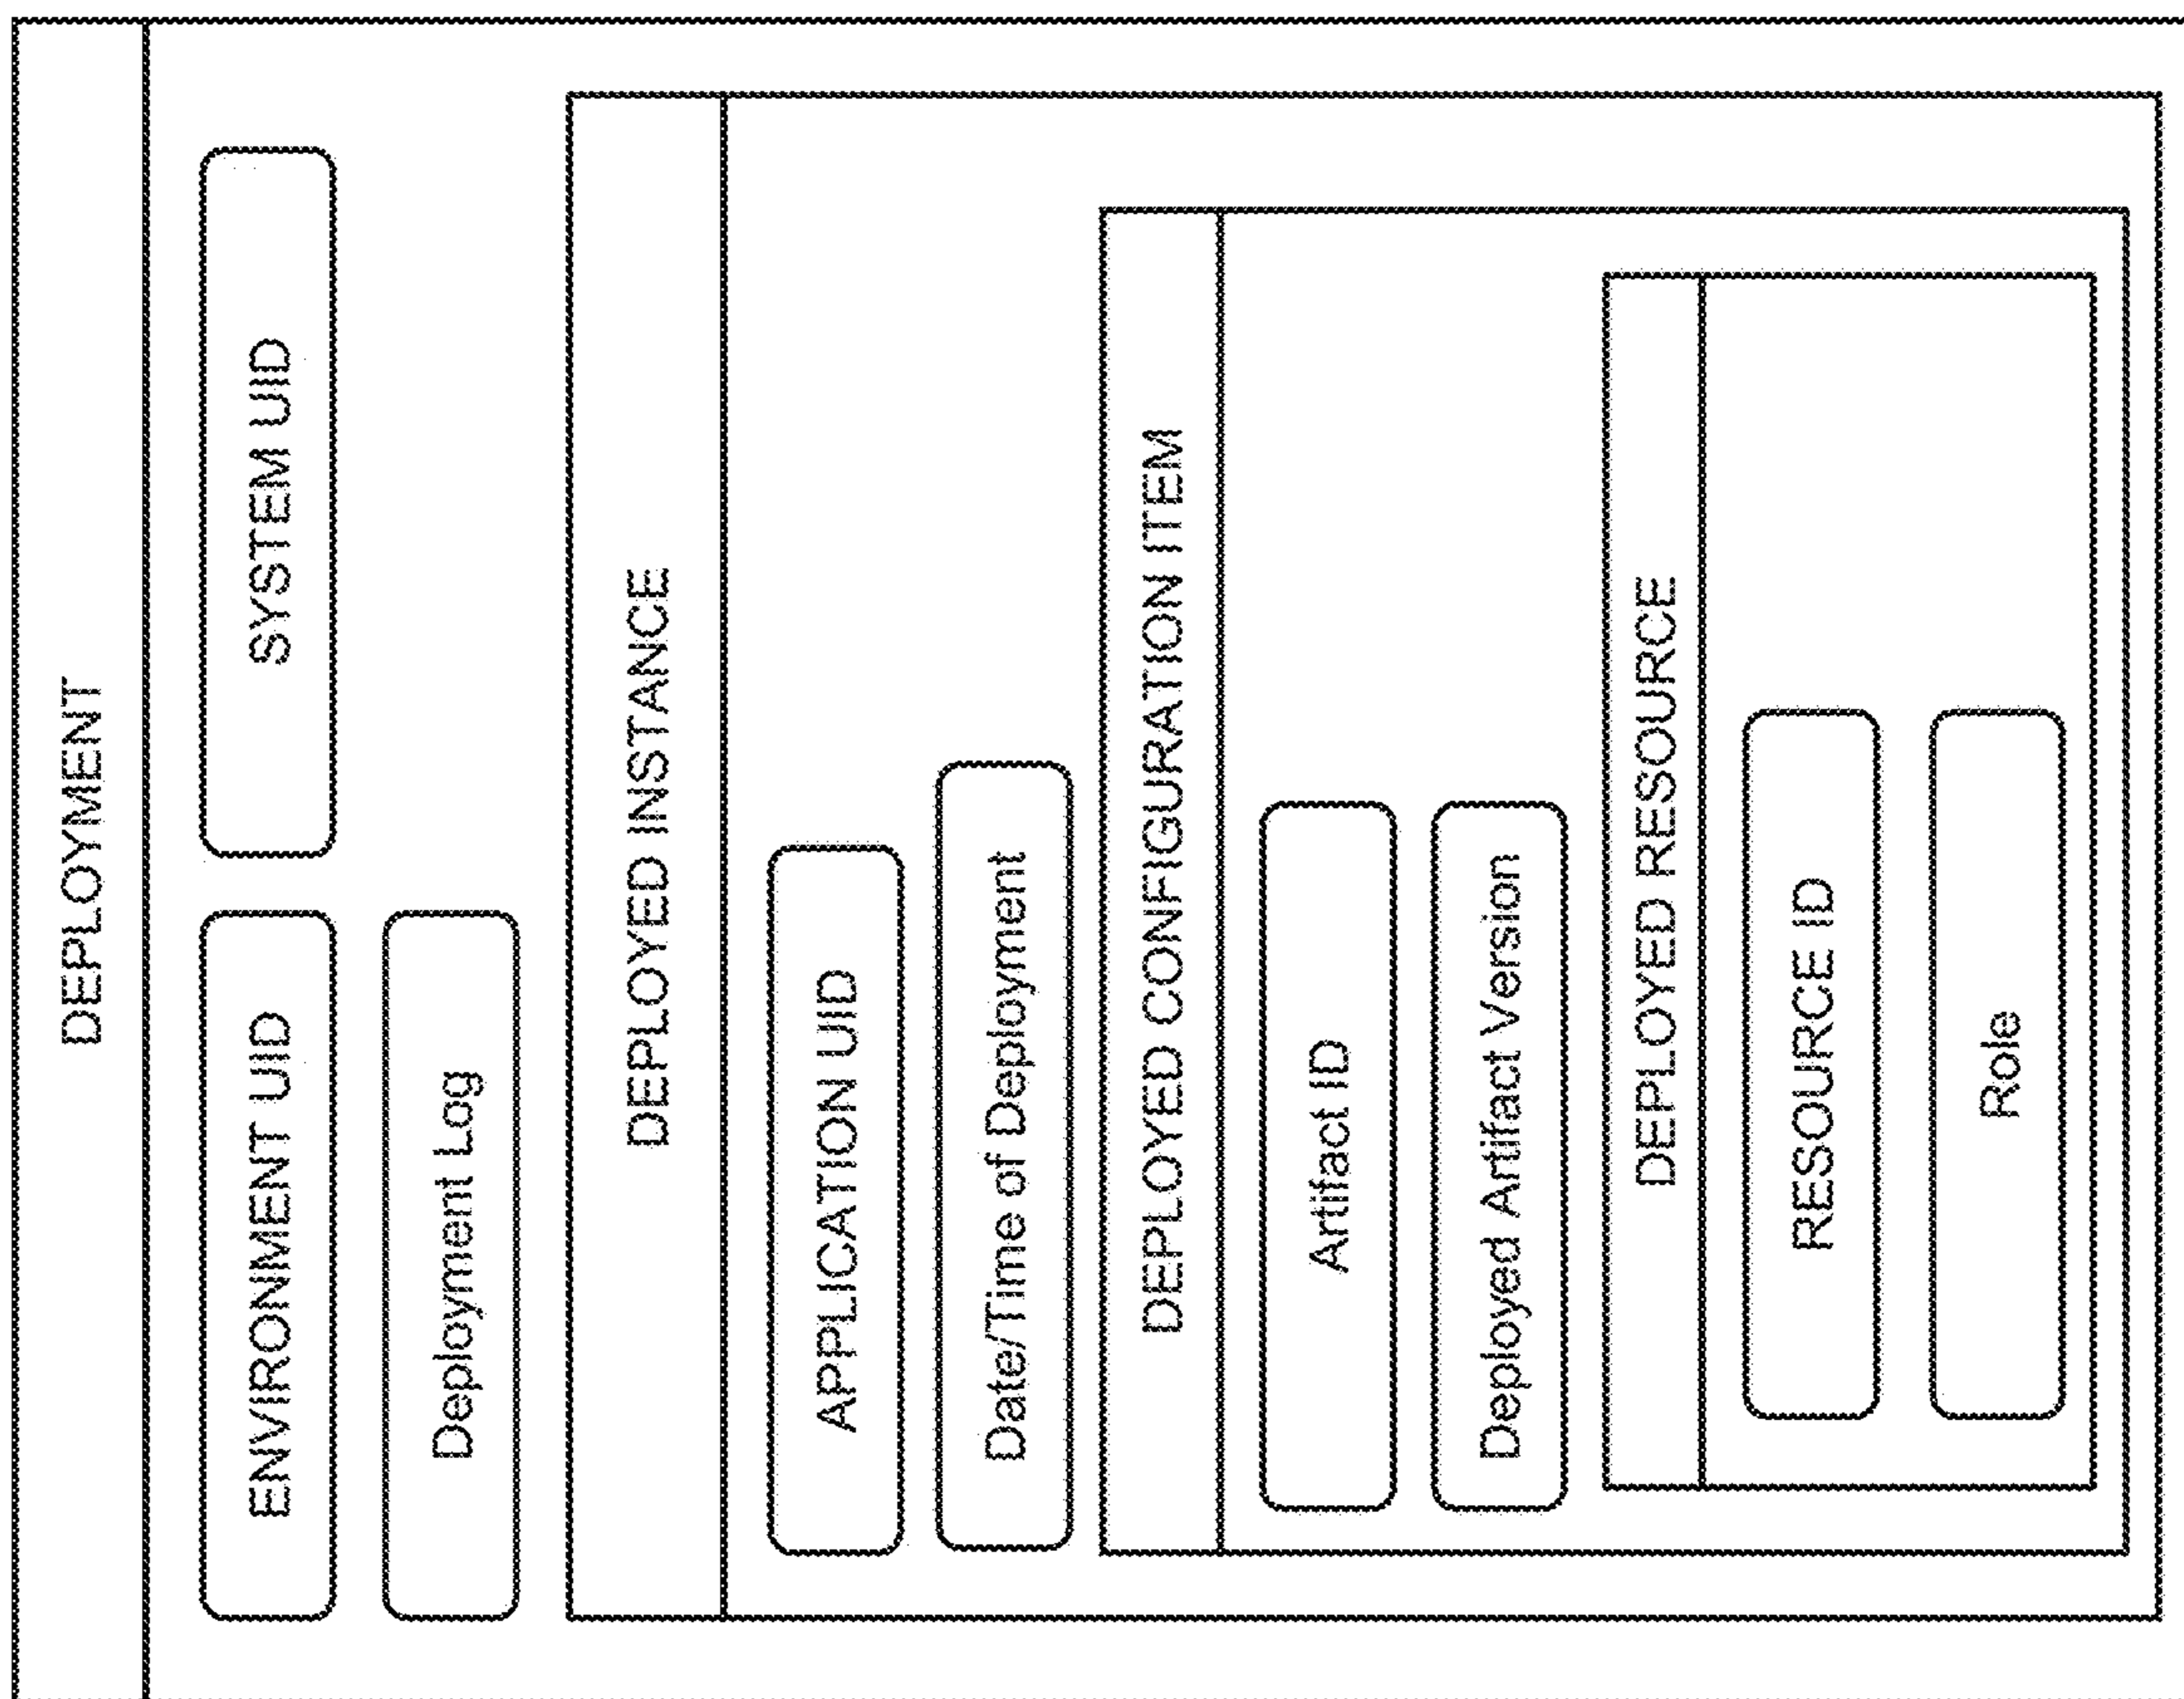 DEPLOYMENT
ENVIRONMENT UID
SYSTEM UID
Deployment Log
DEPLOYED INSTANCE
APPLICATION UID
Date/Time of Deployment
DEPLOYED CONFIGURATION ITEM
Artifact ID
Deployed Artifact Version
DEPLOYED RESOURCE
RESOURCE ID
Role